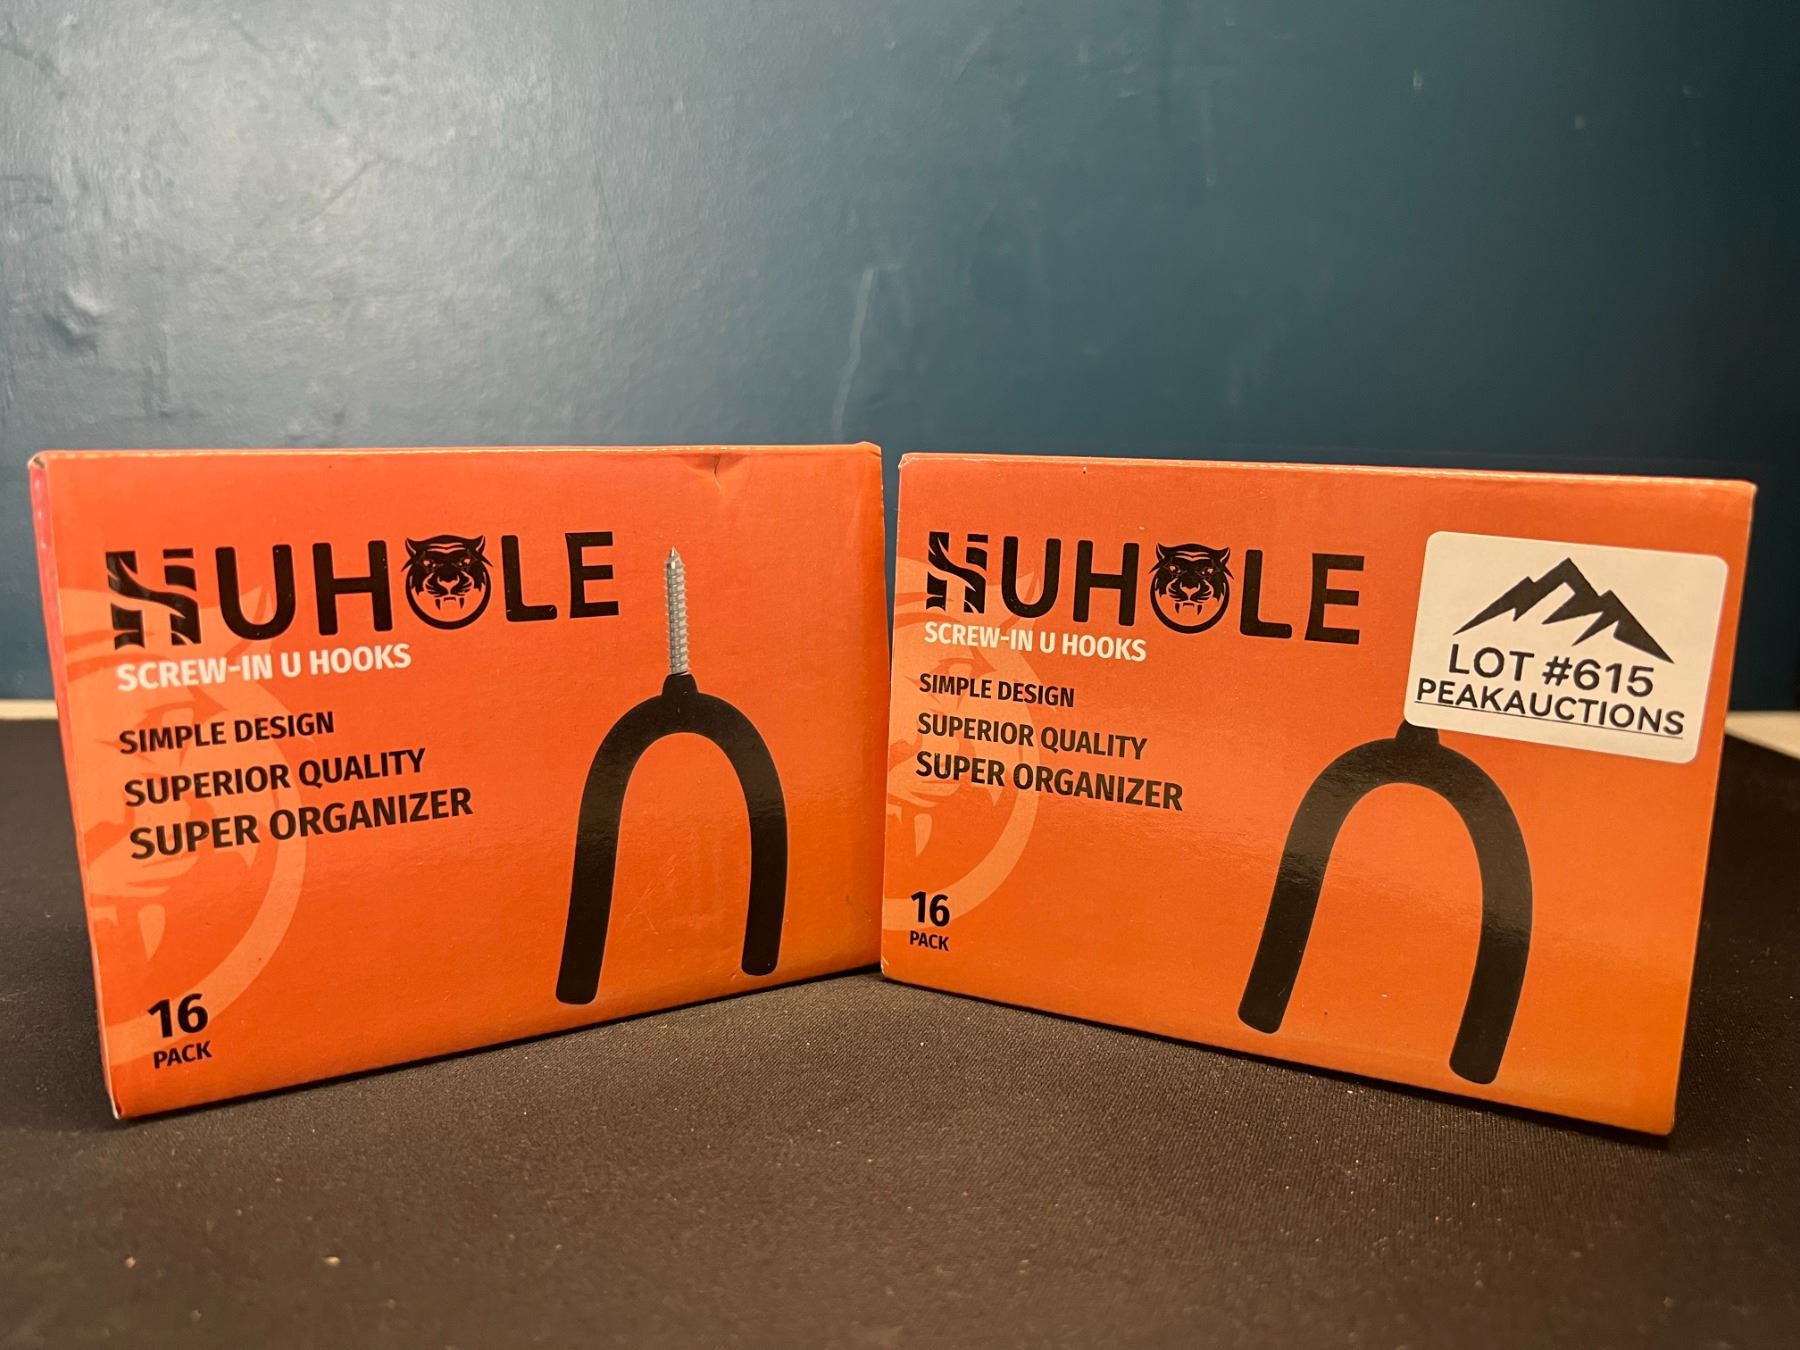 HUHOLE
SCREW-IN U HOOKS
SIMPLE DESIGN
SUPERIOR QUALITY
SUPER ORGANIZER
16
PACK
HUHOLE
SCREW-IN U HOOKS
SIMPLE DESIGN
SUPERIOR QUALITY
SUPER ORGANIZER
16
PACK
LOT #615
PEAKAUCTIONS